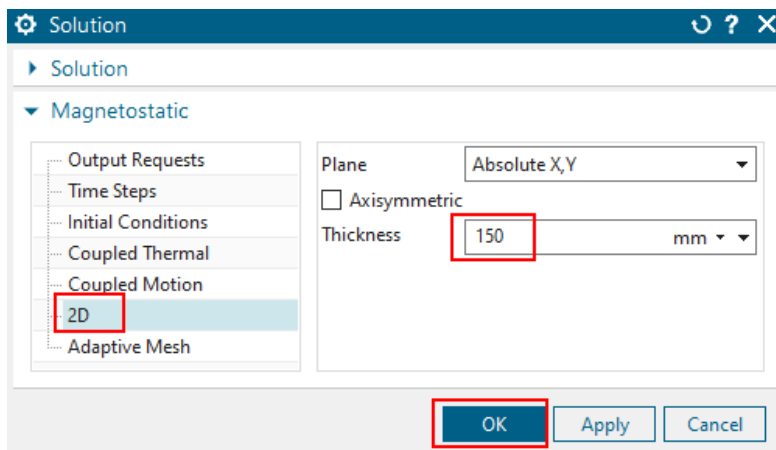 Solution
?
Solution
Magnetostatic
Output Requests
Time Steps
Initial Conditions
Coupled Thermal
Coupled Motion
2D
Adaptive Mesh
Plane Absolute X,Y
Axisymmetric
Thickness 150 mm
OK Apply Cancel